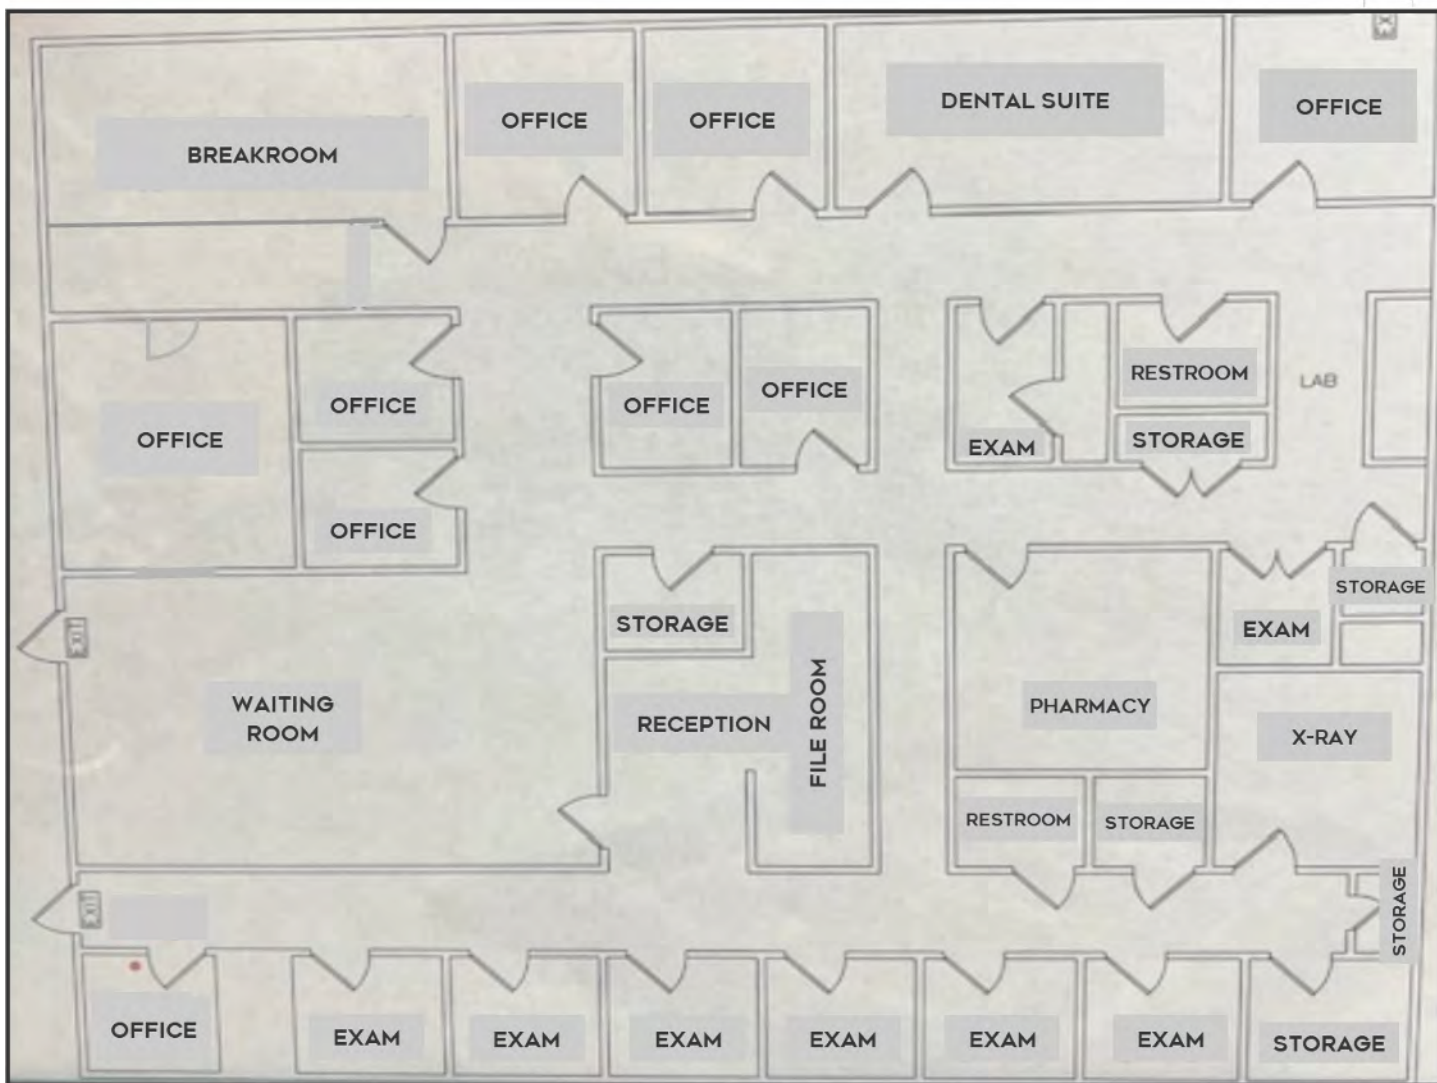 BREAKROOM
OFFICE
OFFICE
DENTAL SUITE
OFFICE
OFFICE
OFFICE
OFFICE
OFFICE
OFFICE
EXAM
RESTROOM
STORAGE
LAB
STORAGE
EXAM
STORAGE
WAITING
ROOM
RECEPTION
FILE ROOM
PHARMACY
X-RAY
RESTROOM
STORAGE
STORAGE
EXIT
OFFICE
EXAM
EXAM
EXAM
EXAM
EXAM
EXAM
STORAGE